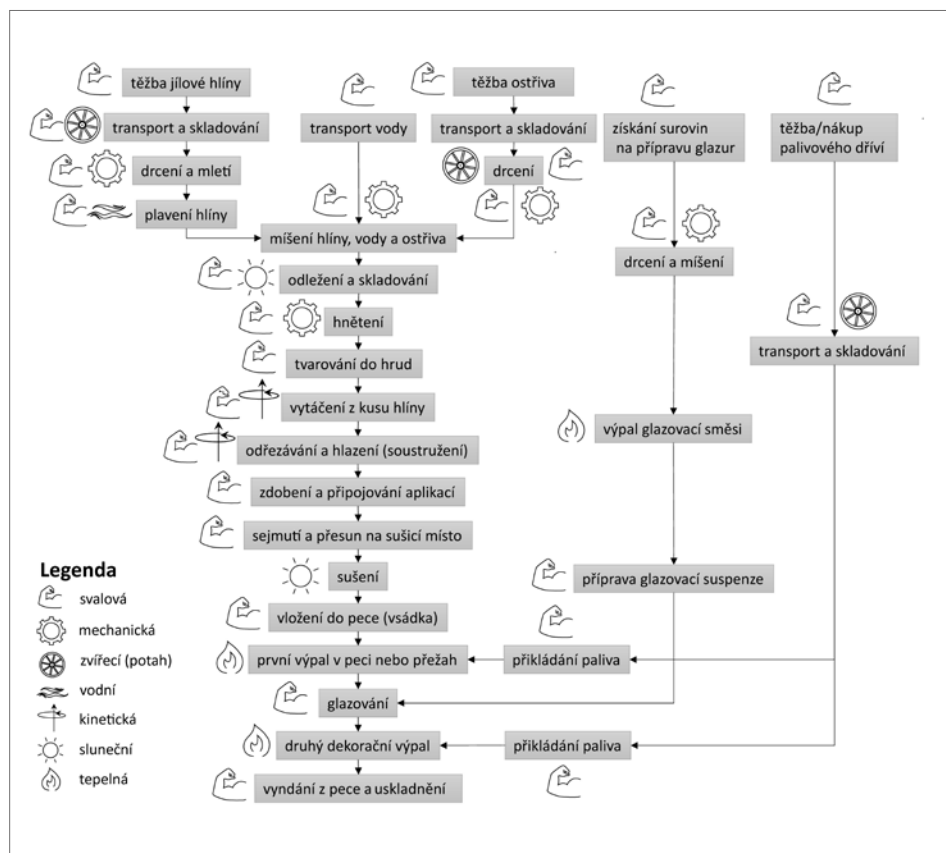 těžba jílové hlíny
těžba ostřiva
transport a skladování
transport vody
transport a skladování
získání surovin
na přípravu glazur
těžba/nákup
palivového dříví
drcení a mletí
drcení
plavení hlíny
míšení hlíny, vody a ostřiva
drcení a míšení
odležení a skladování
hnětení
transport a skladování
tvarování do hrud
vytáčení z kusu hlíny
výpal glazovací směsi
odřezávání a hlazení (soustružení)
zdobení a připojování aplikací
sejmutí a přesun na sušicí místo
sušení
příprava glazovací suspenze
vložení do pece (vsádka)
první výpal v peci nebo přežah
přikládání paliva
glazování
druhý dekorační výpal
přikládání paliva
vyndání z pece a uskladnění
Legenda
svalová
mechanická
zvířecí (potah)
vodní
kinetická
sluneční
tepelná